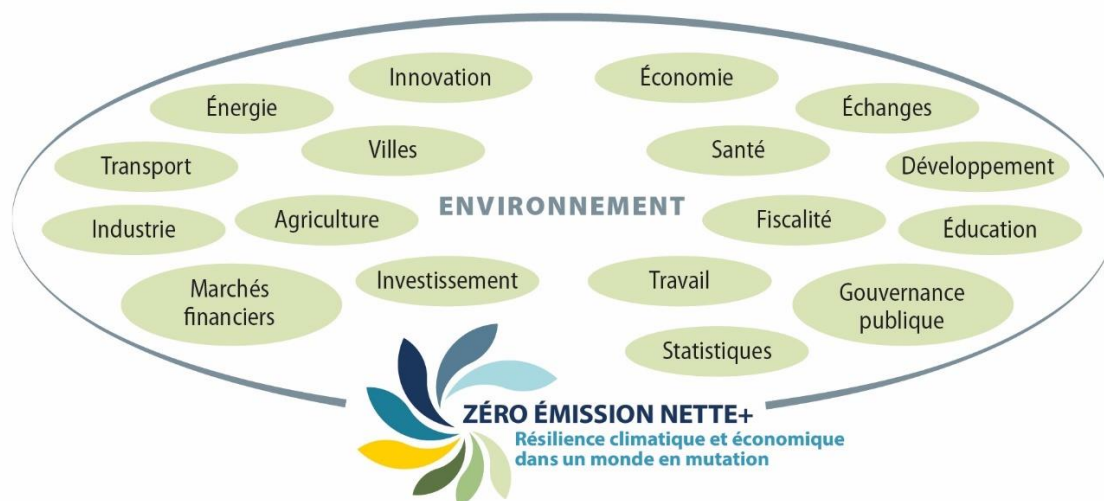 Innovation
Économie
Énergie
Échanges
Villes
Santé
Transport
Développement
ENVIRONNEMENT
Agriculture
Fiscalité
Industrie
Éducation
Investissement
Travail
Marchés
financiers
Gouvernance
publique
Statistiques
ZÉRO ÉMISSION NETTE+
Résilience climatique et économique
dans un monde en mutation